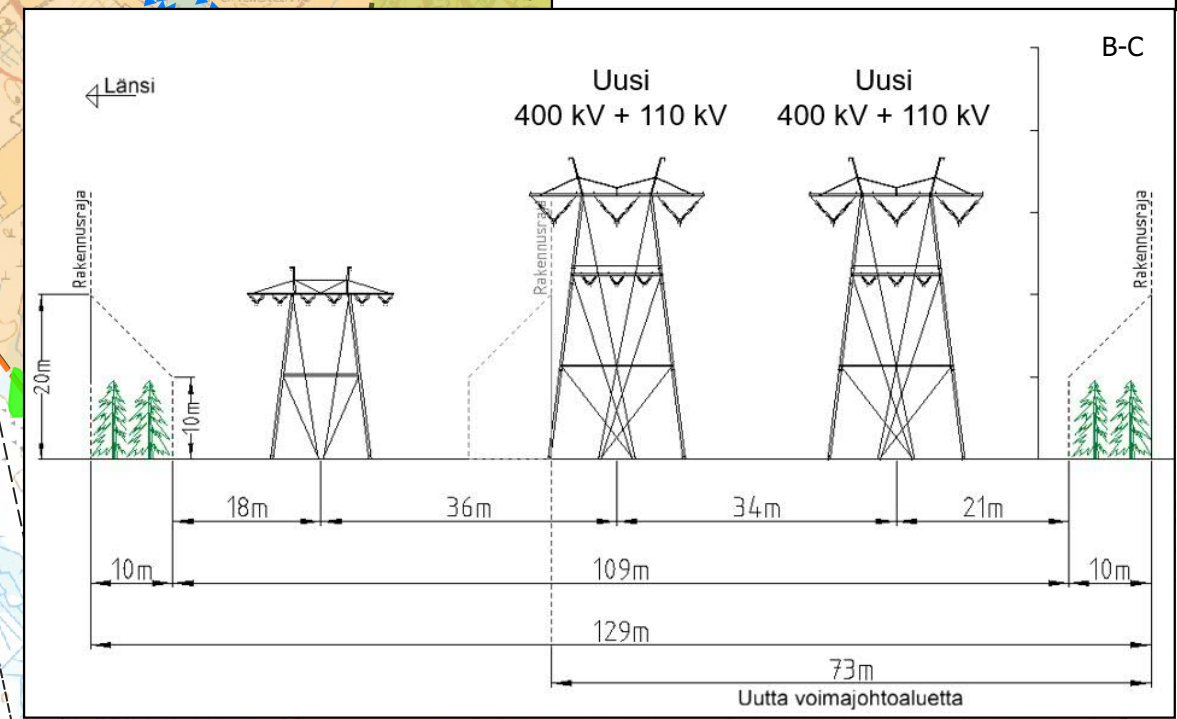 B-C
Länsi
Uusi
400 kV + 110 kV
Uusi
400 kV + 110 kV
Rakennusraja
Rakennusraja
Rakennusraja
20m
10m
18m
36m
34m
21m
10m
109m
10m
129m
73m
Uutta voimajohtoaluetta